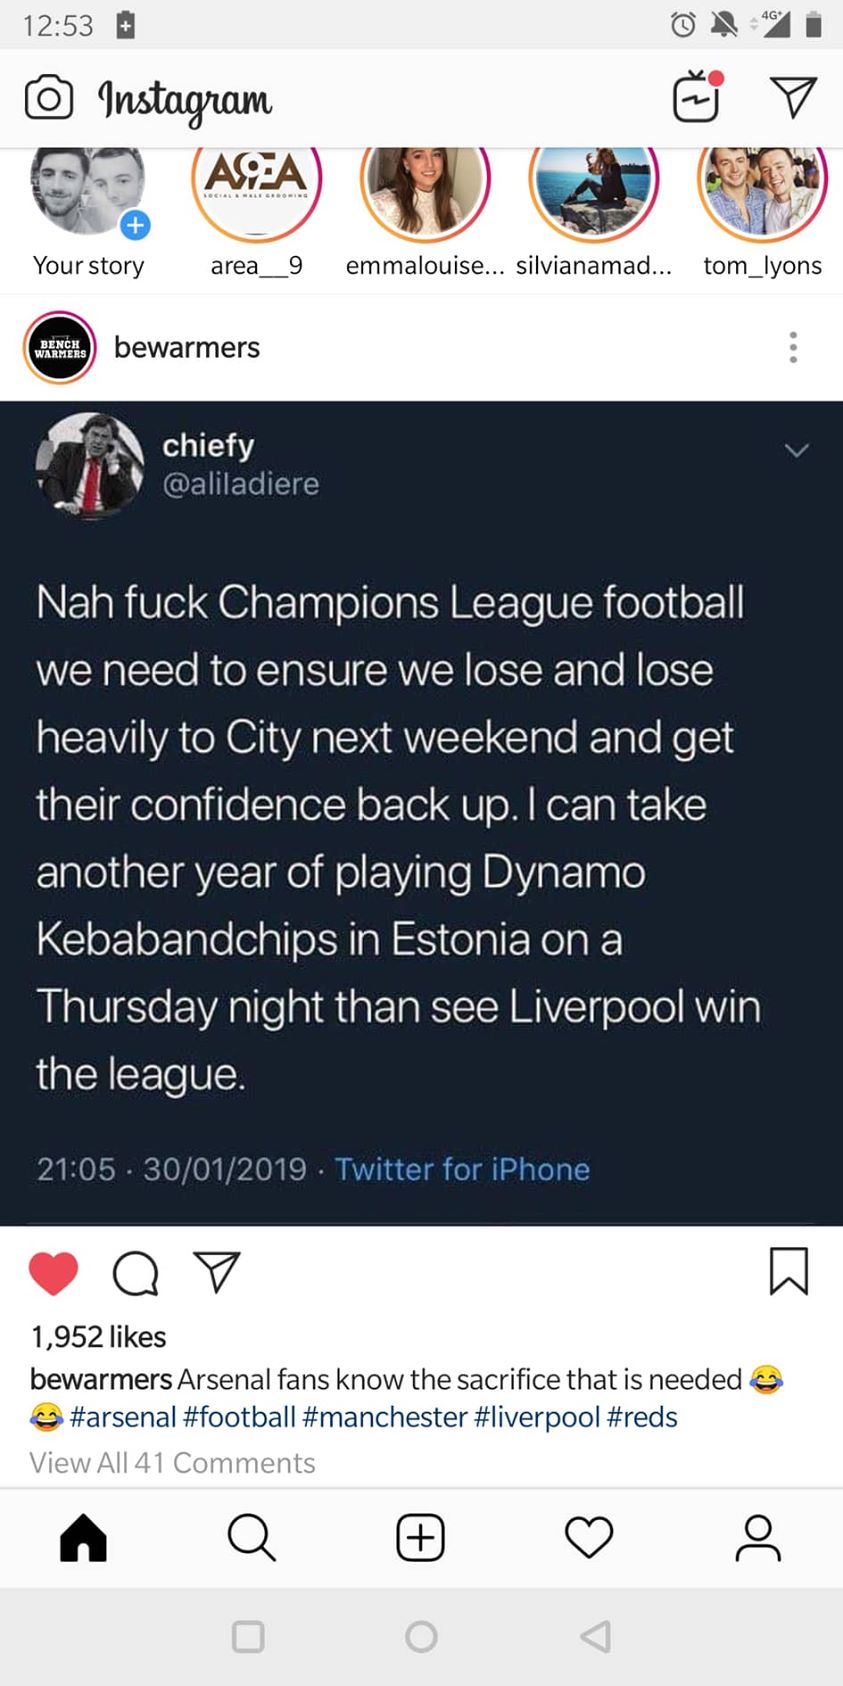 12:53
4G+
Instagram
AREA
SOCIAL & MALE GROOMING
Your story
area__9
emmalouise...
silvianamad...
tom_lyons
BENCH
WARMERS
bewarmers
chiefy
@aliladiere
Nah fuck Champions League football
we need to ensure we lose and lose
heavily to City next weekend and get
their confidence back up. I can take
another year of playing Dynamo
Kebabandchips in Estonia on a
Thursday night than see Liverpool win
the league.
21:05 · 30/01/2019 · Twitter for iPhone
1,952 likes
bewarmers Arsenal fans know the sacrifice that is needed 😂
😂 #arsenal #football #manchester #liverpool #reds
View All 41 Comments